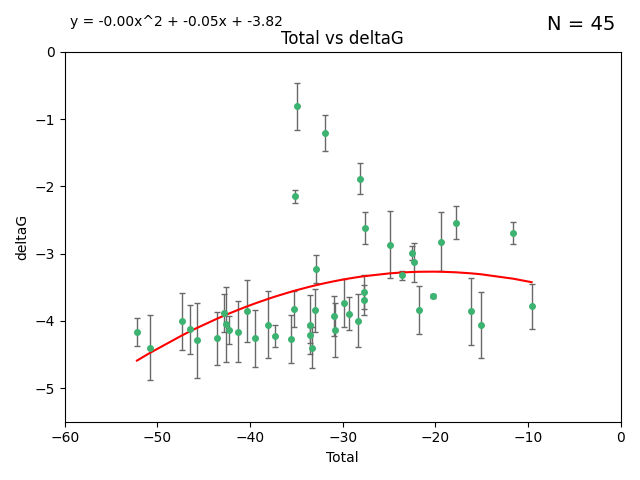 y = -0.00x^2 + -0.05x + -3.82
N = 45
Total vs deltaG
0
−1
−2
−3
−4
−5
deltaG
−60 −50 −40 −30 −20 −10 0
Total